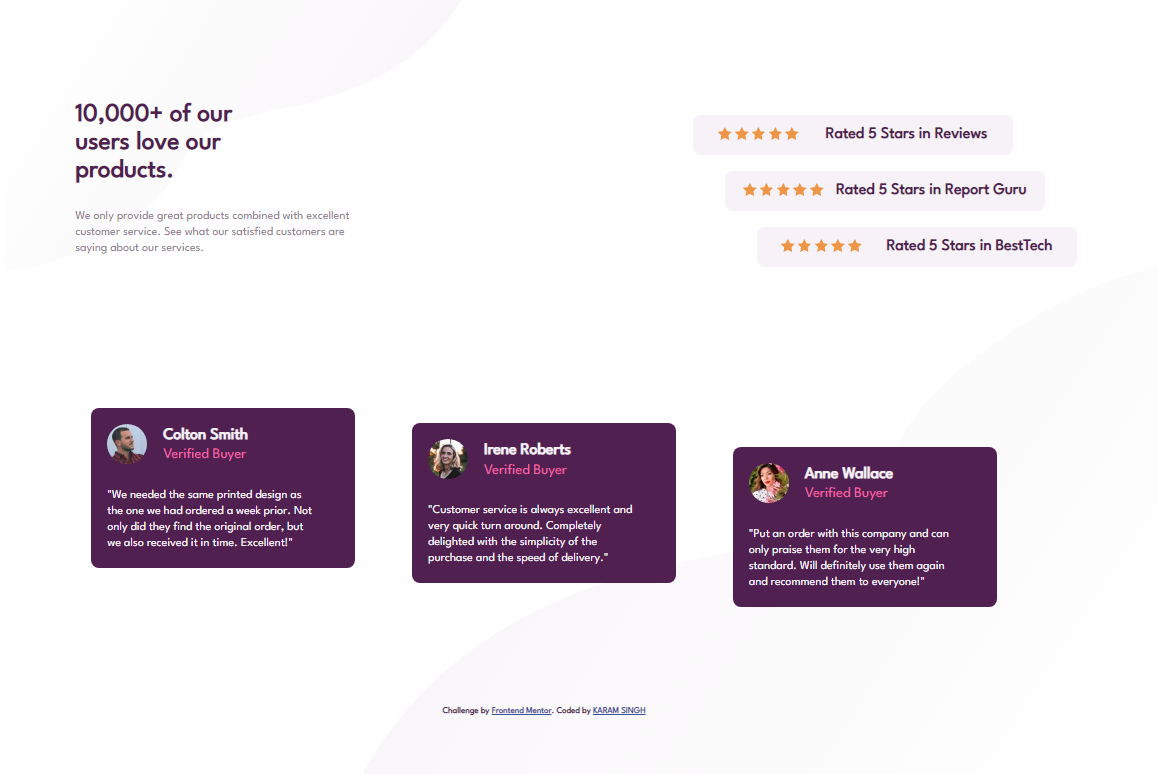 10,000+ of our
users love our
products.
We only provide great products combined with excellent
customer service. See what our satisfied customers are
saying about our services.
Rated 5 Stars in Reviews
Rated 5 Stars in Report Guru
Rated 5 Stars in BestTech
Colton Smith
Verified Buyer
"We needed the same printed design as
the one we had ordered a week prior. Not
only did they find the original order, but
we also received it in time. Excellent!"
Irene Roberts
Verified Buyer
"Customer service is always excellent and
very quick turn around. Completely
delighted with the simplicity of the
purchase and the speed of delivery."
Anne Wallace
Verified Buyer
"Put an order with this company and can
only praise them for the very high
standard. Will definitely use them again
and recommend them to everyone!"
Challenge by Frontend Mentor. Coded by KARAM SINGH